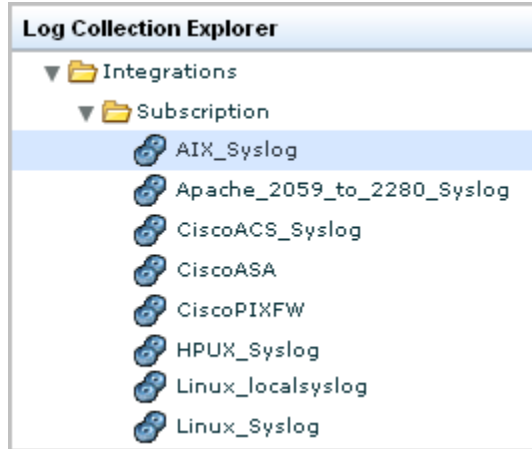 Log Collection Explorer
Integrations
Subscription
AIX_Syslog
Apache_2059_to_2280_Syslog
CiscoACS_Syslog
CiscoASA
CiscoPIXFW
HPUX_Syslog
Linux_localsyslog
Linux_Syslog